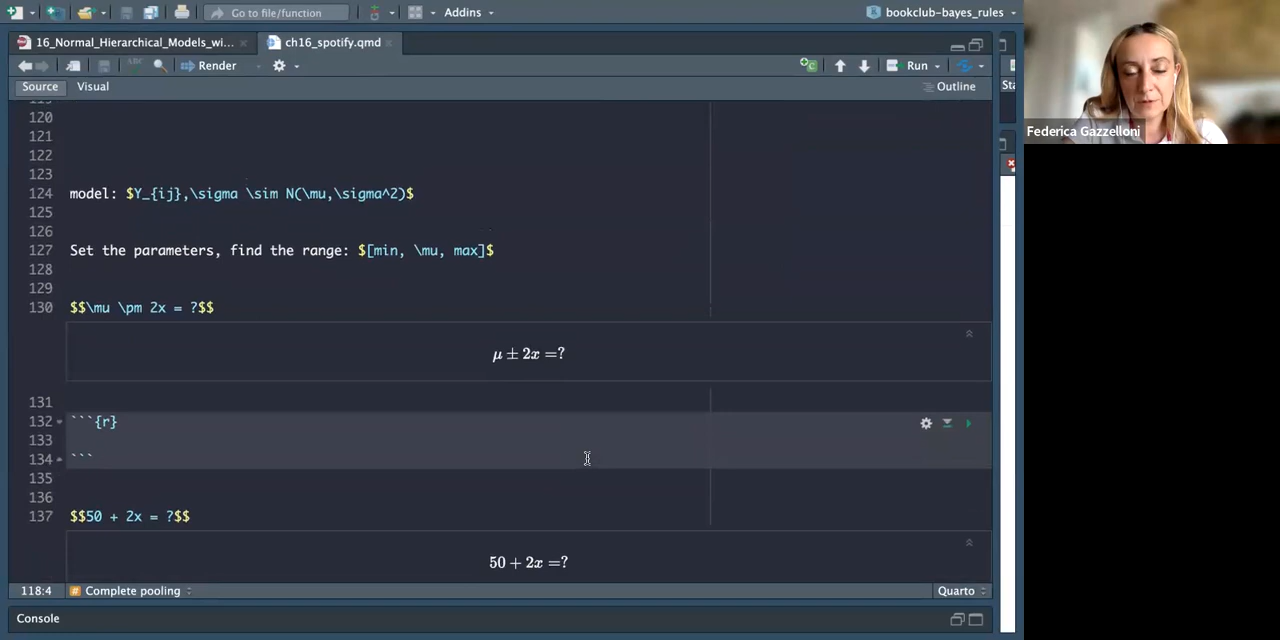 Go to file/function
Addins
bookclub-bayes_rules
16_Normal_Hierarchical_Models_wi...
ch16_spotify.qmd
ABC
Render
Run
Source
Visual
Outline
Sta
119
120
121
122
123
124 model: $Y_{ij},\sigma \sim N(\mu,\sigma^2)$
125
126
127 Set the parameters, find the range: $[min, \mu, max]$
128
129
130 $$\mu \pm 2x = ?$$
μ ± 2x =?
131
132 ```{r}
133
134 ```
135
136
137 $$50 + 2x = ?$$
50 + 2x =?
118:4
# Complete pooling
Quarto
Console
Federica Gazzelloni